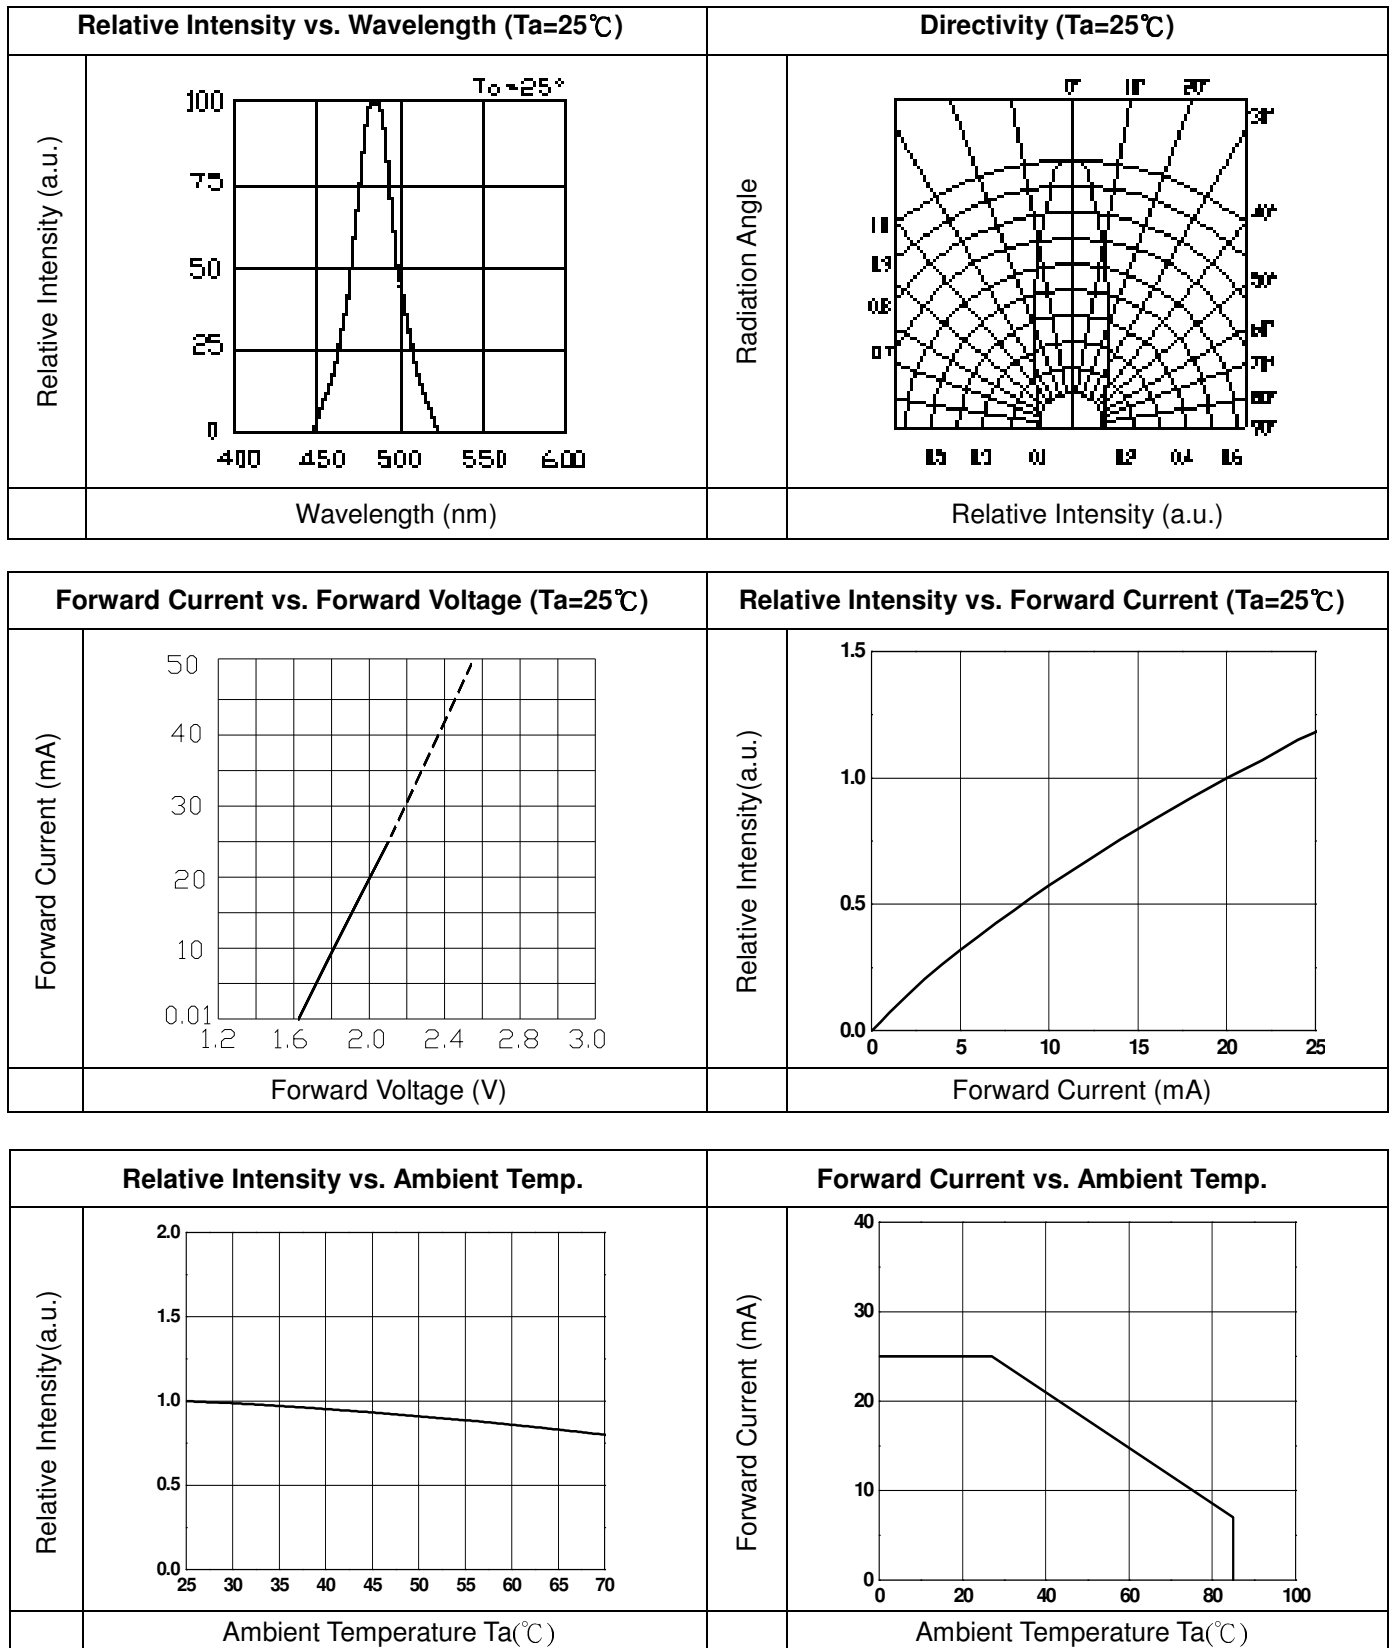 Relative Intensity vs. Wavelength (Ta=25℃)
Directivity (Ta=25℃)
Relative Intensity (a.u.)
100
75
50
25
0
400 450 500 550 600
Wavelength (nm)
Radiation Angle
0° 10° 20°
30°
40°
50°
60°
70°
80°
90°
1.0
0.9
0.8
0.7
0.5 0.3 0.1 0.2 0.4 0.6
Relative Intensity (a.u.)
Forward Current vs. Forward Voltage (Ta=25℃)
Relative Intensity vs. Forward Current (Ta=25℃)
Forward Current (mA)
50
40
30
20
10
0.01
1.2 1.6 2.0 2.4 2.8 3.0
Forward Voltage (V)
Relative Intensity(a.u.)
1.5
1.0
0.5
0.0
0 5 10 15 20 25
Forward Current (mA)
Relative Intensity vs. Ambient Temp.
Forward Current vs. Ambient Temp.
Relative Intensity(a.u.)
2.0
1.5
1.0
0.5
0.0
25 30 35 40 45 50 55 60 65 70
Ambient Temperature Ta(℃)
Forward Current (mA)
40
30
20
10
0
0 20 40 60 80 100
Ambient Temperature Ta(℃)